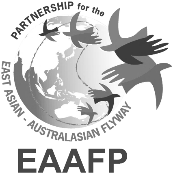 PARTNERSHIP for the
EAST ASIAN - AUSTRALASIAN FLYWAY
EAAFP